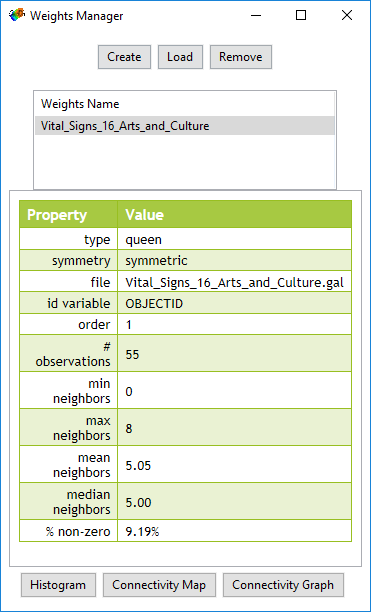 Weights Manager
Create Load Remove
Weights Name
Vital_Signs_16_Arts_and_Culture
Property Value
type queen
symmetry symmetric
file Vital_Signs_16_Arts_and_Culture.gal
id variable OBJECTID
order 1
#
observations 55
min
neighbors 0
max
neighbors 8
mean
neighbors 5.05
median
neighbors 5.00
% non-zero 9.19%
Histogram Connectivity Map Connectivity Graph